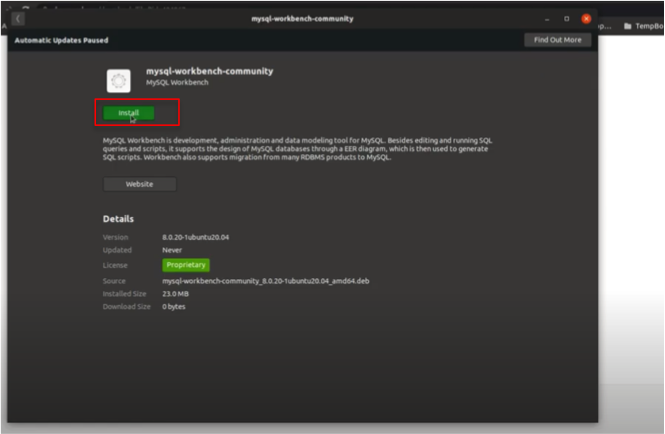 mysql-workbench-community
Automatic Updates Paused
Find Out More
TempBo
mysql-workbench-community
MySQL Workbench
Install
MySQL Workbench is development, administration and data modeling tool for MySQL. Besides editing and running SQL
queries and scripts, it supports the design of MySQL databases through a EER diagram, which is then used to generate
SQL scripts. Workbench also supports migration from many RDBMS products to MySQL.
Website
Details
Version 8.0.20-1ubuntu20.04
Updated Never
License Proprietary
Source mysql-workbench-community_8.0.20-1ubuntu20.04_amd64.deb
Installed Size 23.0 MB
Download Size 0 bytes